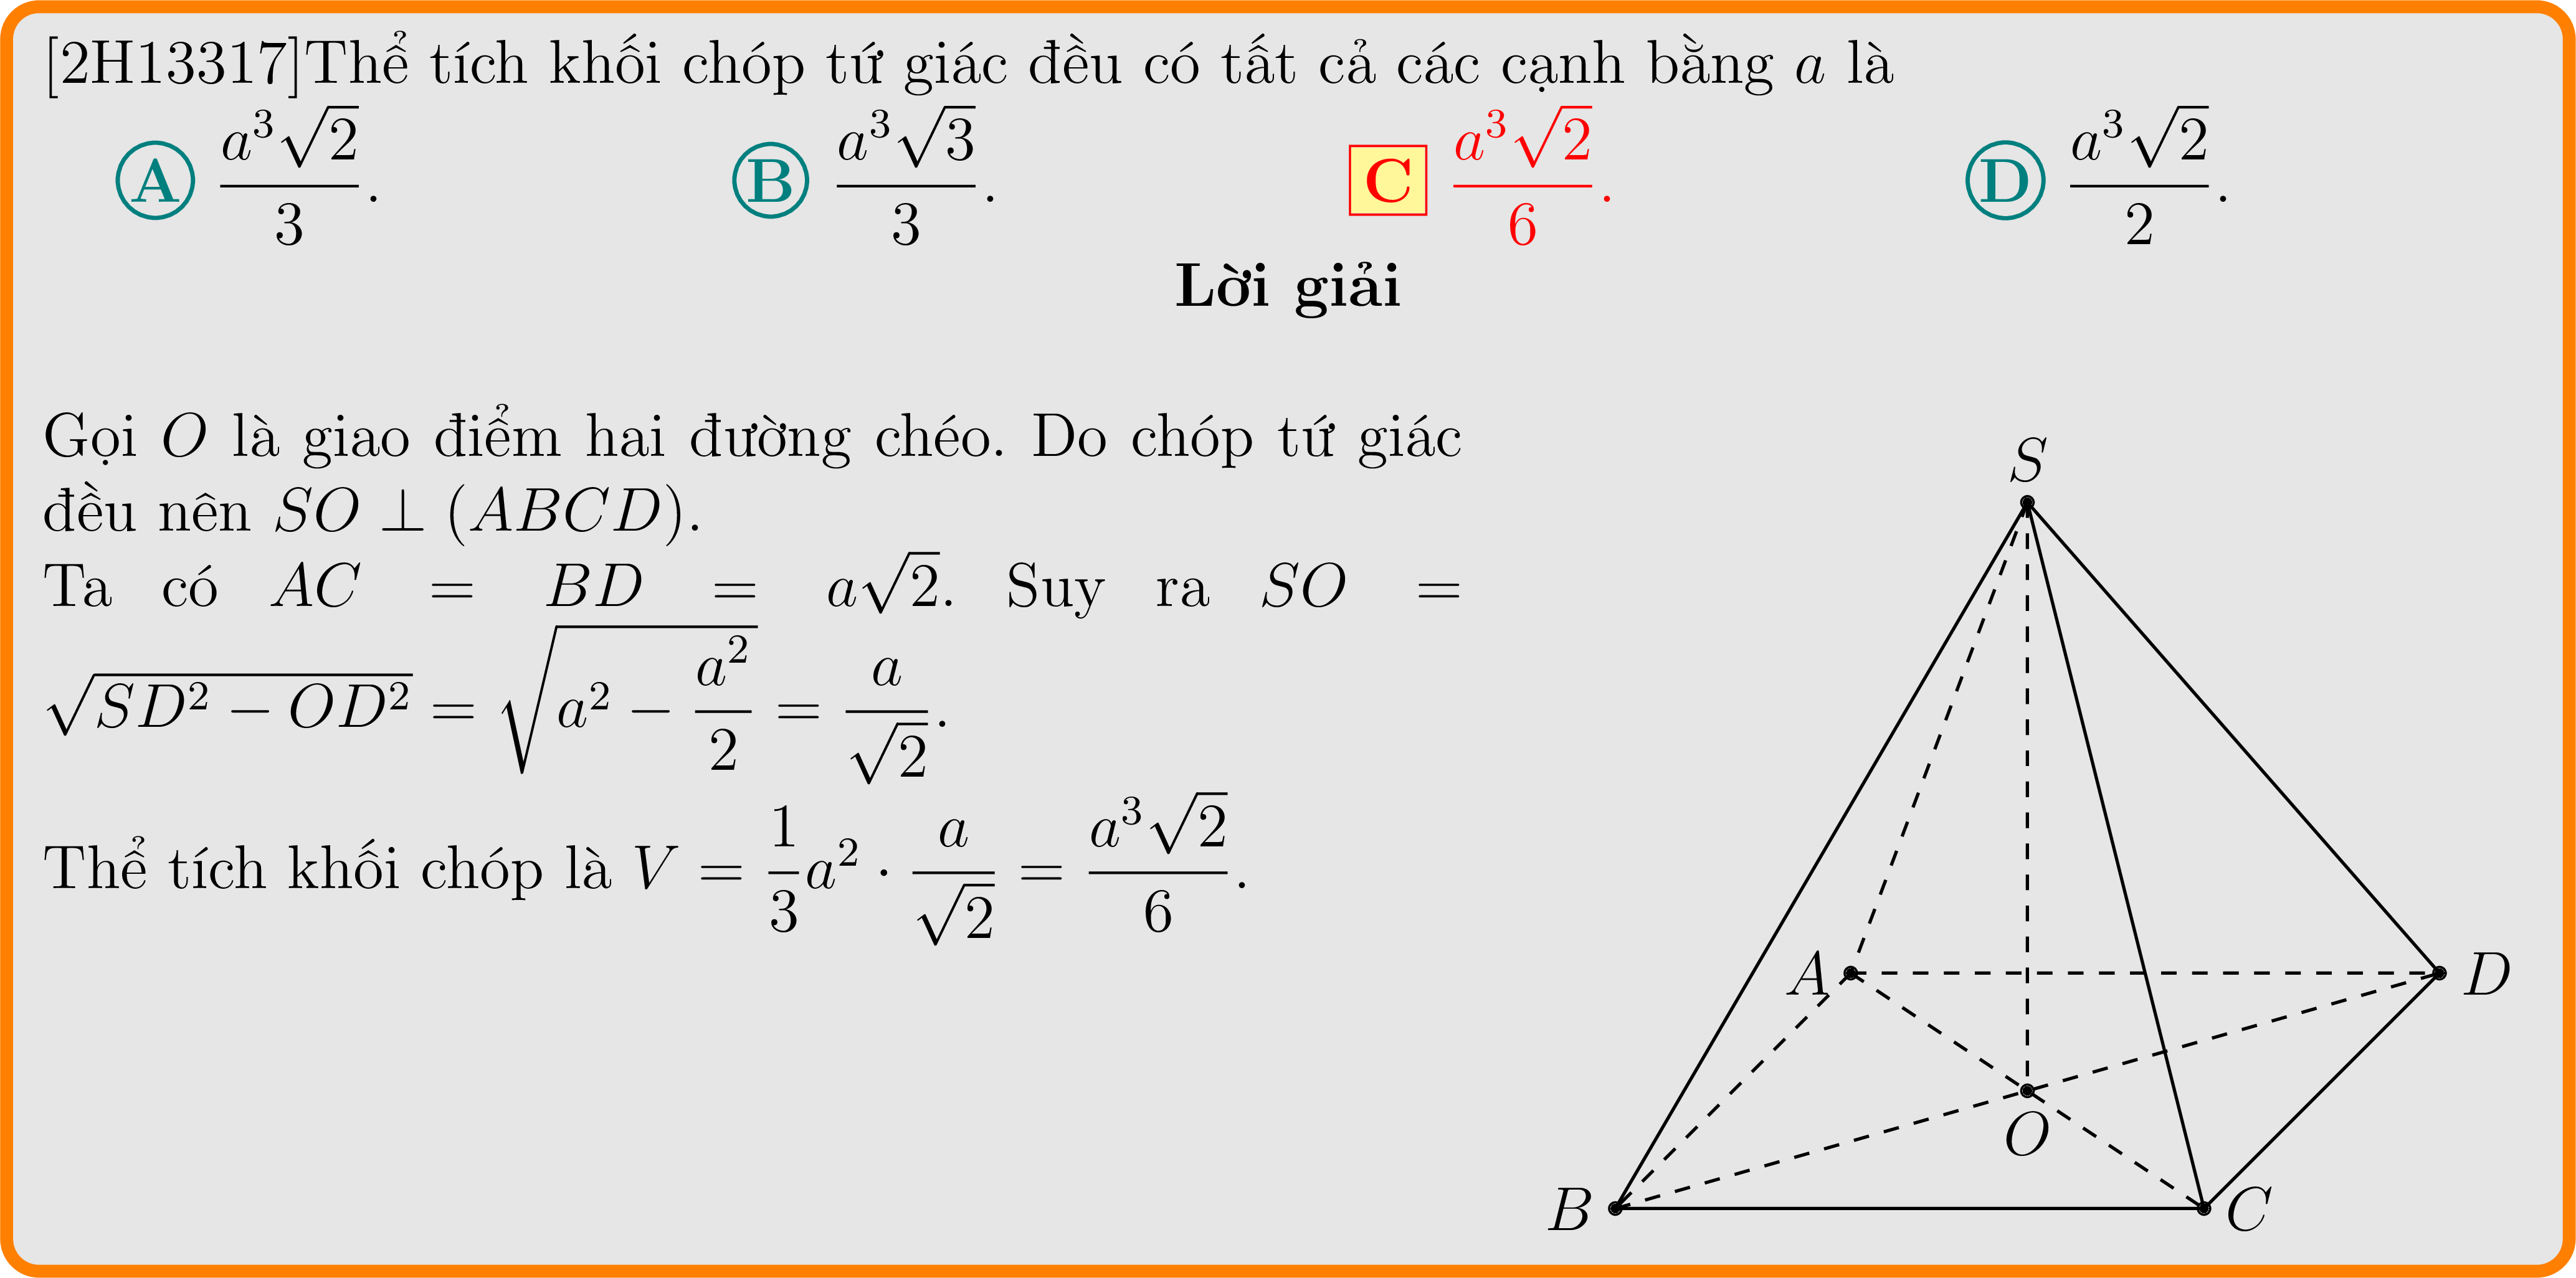 [2H13317]Thể tích khối chóp tứ giác đều có tất cả các cạnh bằng a là
A $\frac{a^3\sqrt{2}}{3}$. B $\frac{a^3\sqrt{3}}{3}$. C $\frac{a^3\sqrt{2}}{6}$. D $\frac{a^3\sqrt{2}}{2}$.
Lời giải
Gọi O là giao điểm hai đường chéo. Do chóp tứ giác
đều nên SO ⊥ (ABCD).
Ta có AC = BD = $a\sqrt{2}$. Suy ra SO =
$\sqrt{SD^2 - OD^2} = \sqrt{a^2 - \frac{a^2}{2}} = \frac{a}{\sqrt{2}}$.
Thể tích khối chóp là $V = \frac{1}{3}a^2 \cdot \frac{a}{\sqrt{2}} = \frac{a^3\sqrt{2}}{6}$.
S
A
D
O
B
C